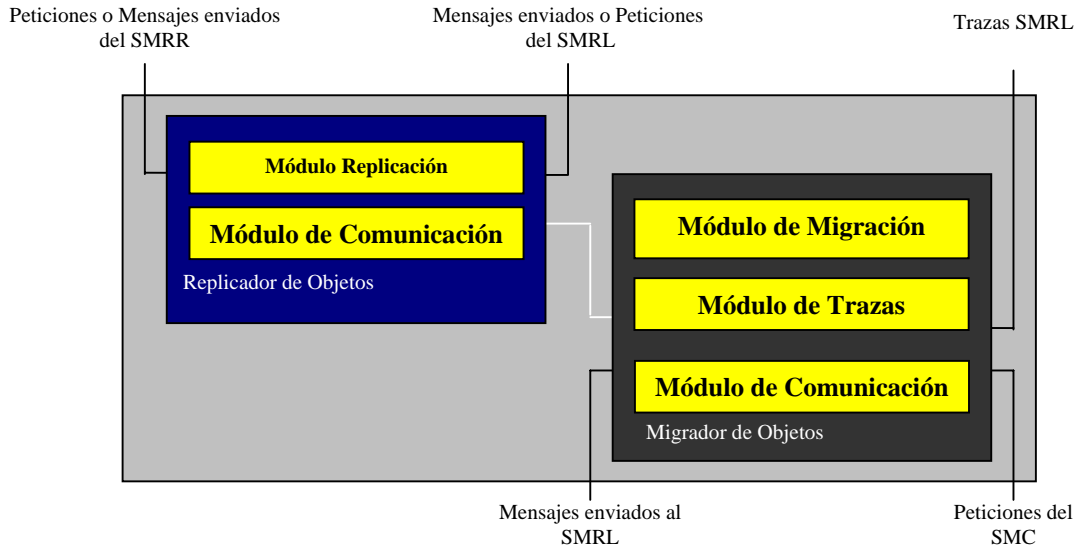 Peticiones o Mensajes enviados
del SMRR
Mensajes enviados o Peticiones
del SMRL
Trazas SMRL
Módulo Replicación
Módulo de Comunicación
Replicador de Objetos
Módulo de Migración
Módulo de Trazas
Módulo de Comunicación
Migrador de Objetos
Mensajes enviados al
SMRL
Peticiones del
SMC